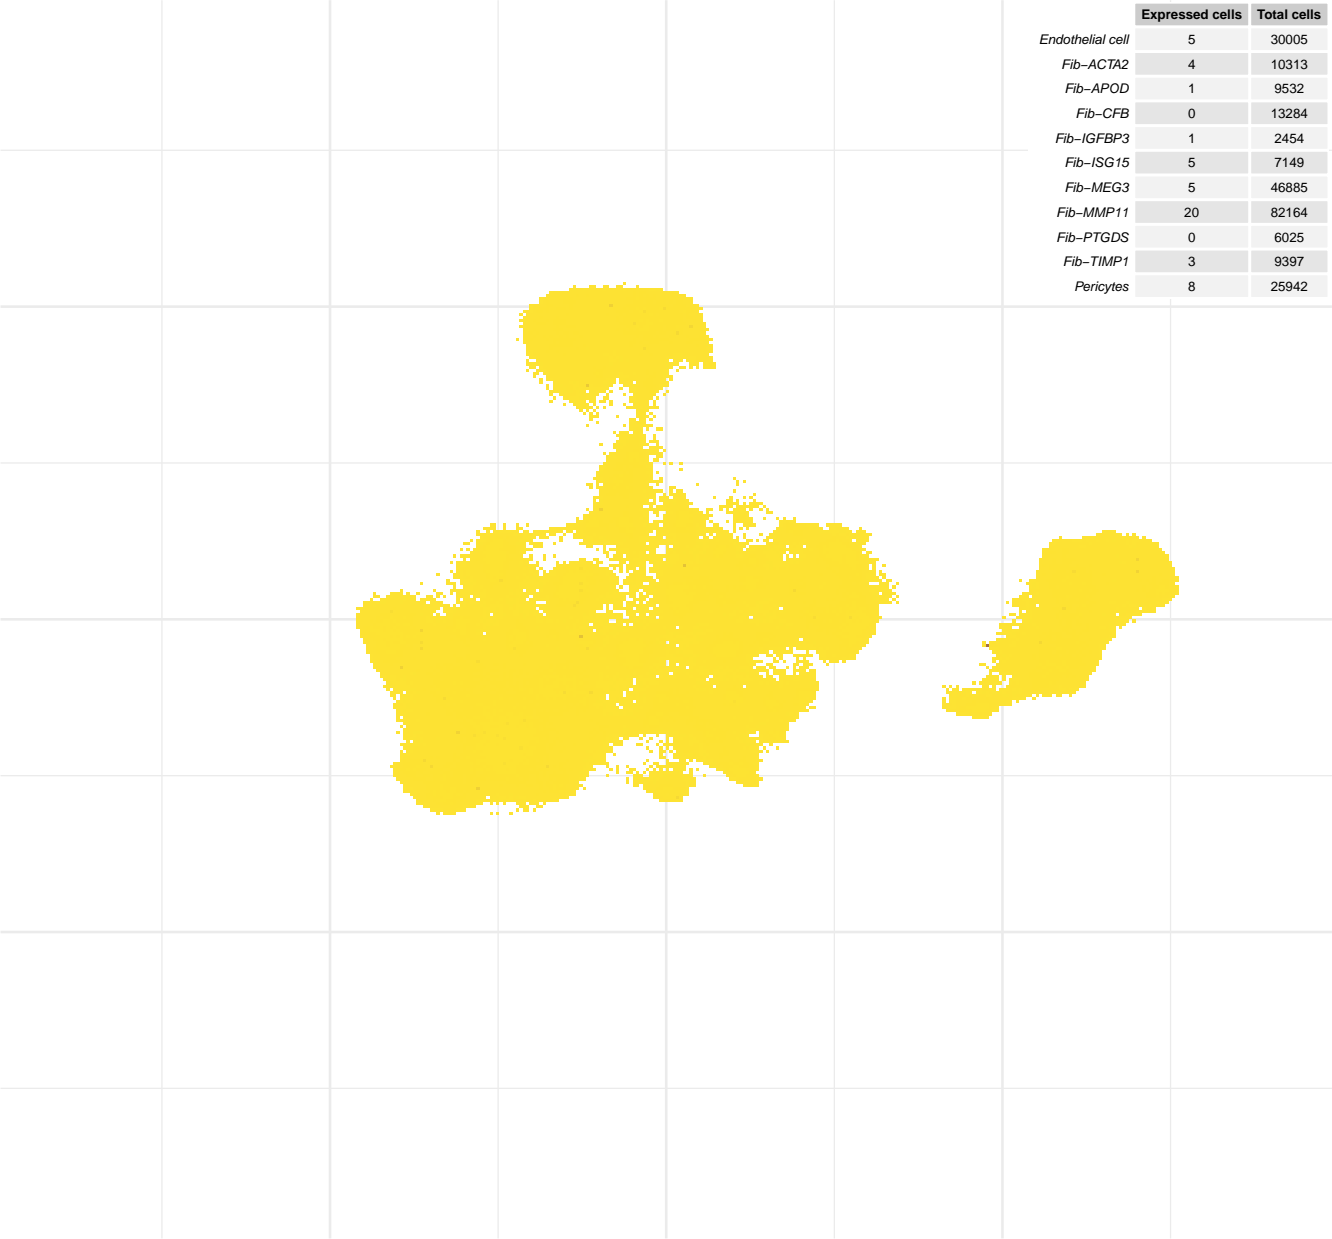 Expressed cells Total cells
Endothelial cell 5 30005
Fib−ACTA2 4 10313
Fib−APOD 1 9532
Fib−CFB 0 13284
Fib−IGFBP3 1 2454
Fib−ISG15 5 7149
Fib−MEG3 5 46885
Fib−MMP11 20 82164
Fib−PTGDS 0 6025
Fib−TIMP1 3 9397
Pericytes 8 25942